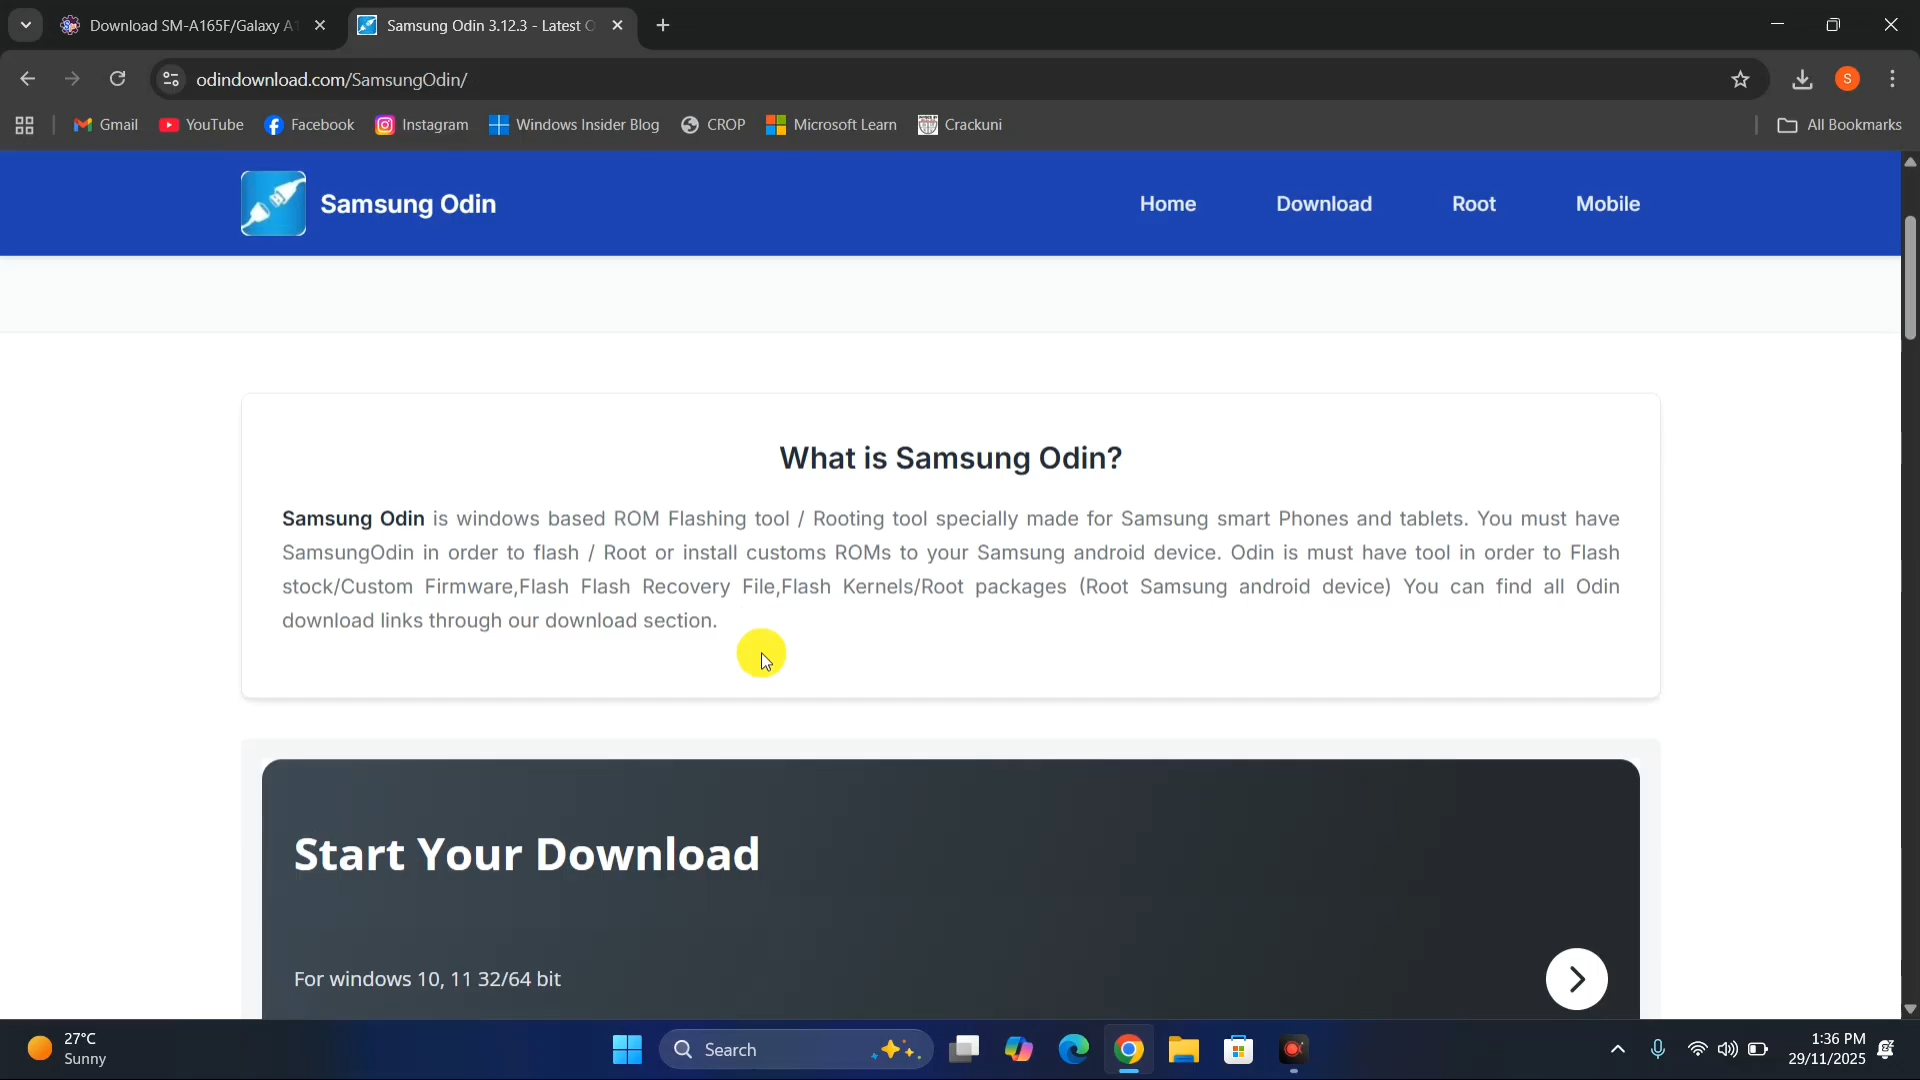 Download SM-A165F/Galaxy A1
Samsung Odin 3.12.3 - Latest O
odindownload.com/SamsungOdin/
S
Gmail
YouTube
Facebook
Instagram
Windows Insider Blog
CROP
Microsoft Learn
Crackuni
All Bookmarks
Samsung Odin
Home
Download
Root
Mobile
What is Samsung Odin?
Samsung Odin is windows based ROM Flashing tool / Rooting tool specially made for Samsung smart Phones and tablets. You must have
SamsungOdin in order to flash / Root or install customs ROMs to your Samsung android device. Odin is must have tool in order to Flash
stock/Custom Firmware,Flash Flash Recovery File,Flash Kernels/Root packages (Root Samsung android device) You can find all Odin
download links through our download section.
Start Your Download
For windows 10, 11 32/64 bit
27°C
Sunny
Search
1:36 PM
29/11/2025